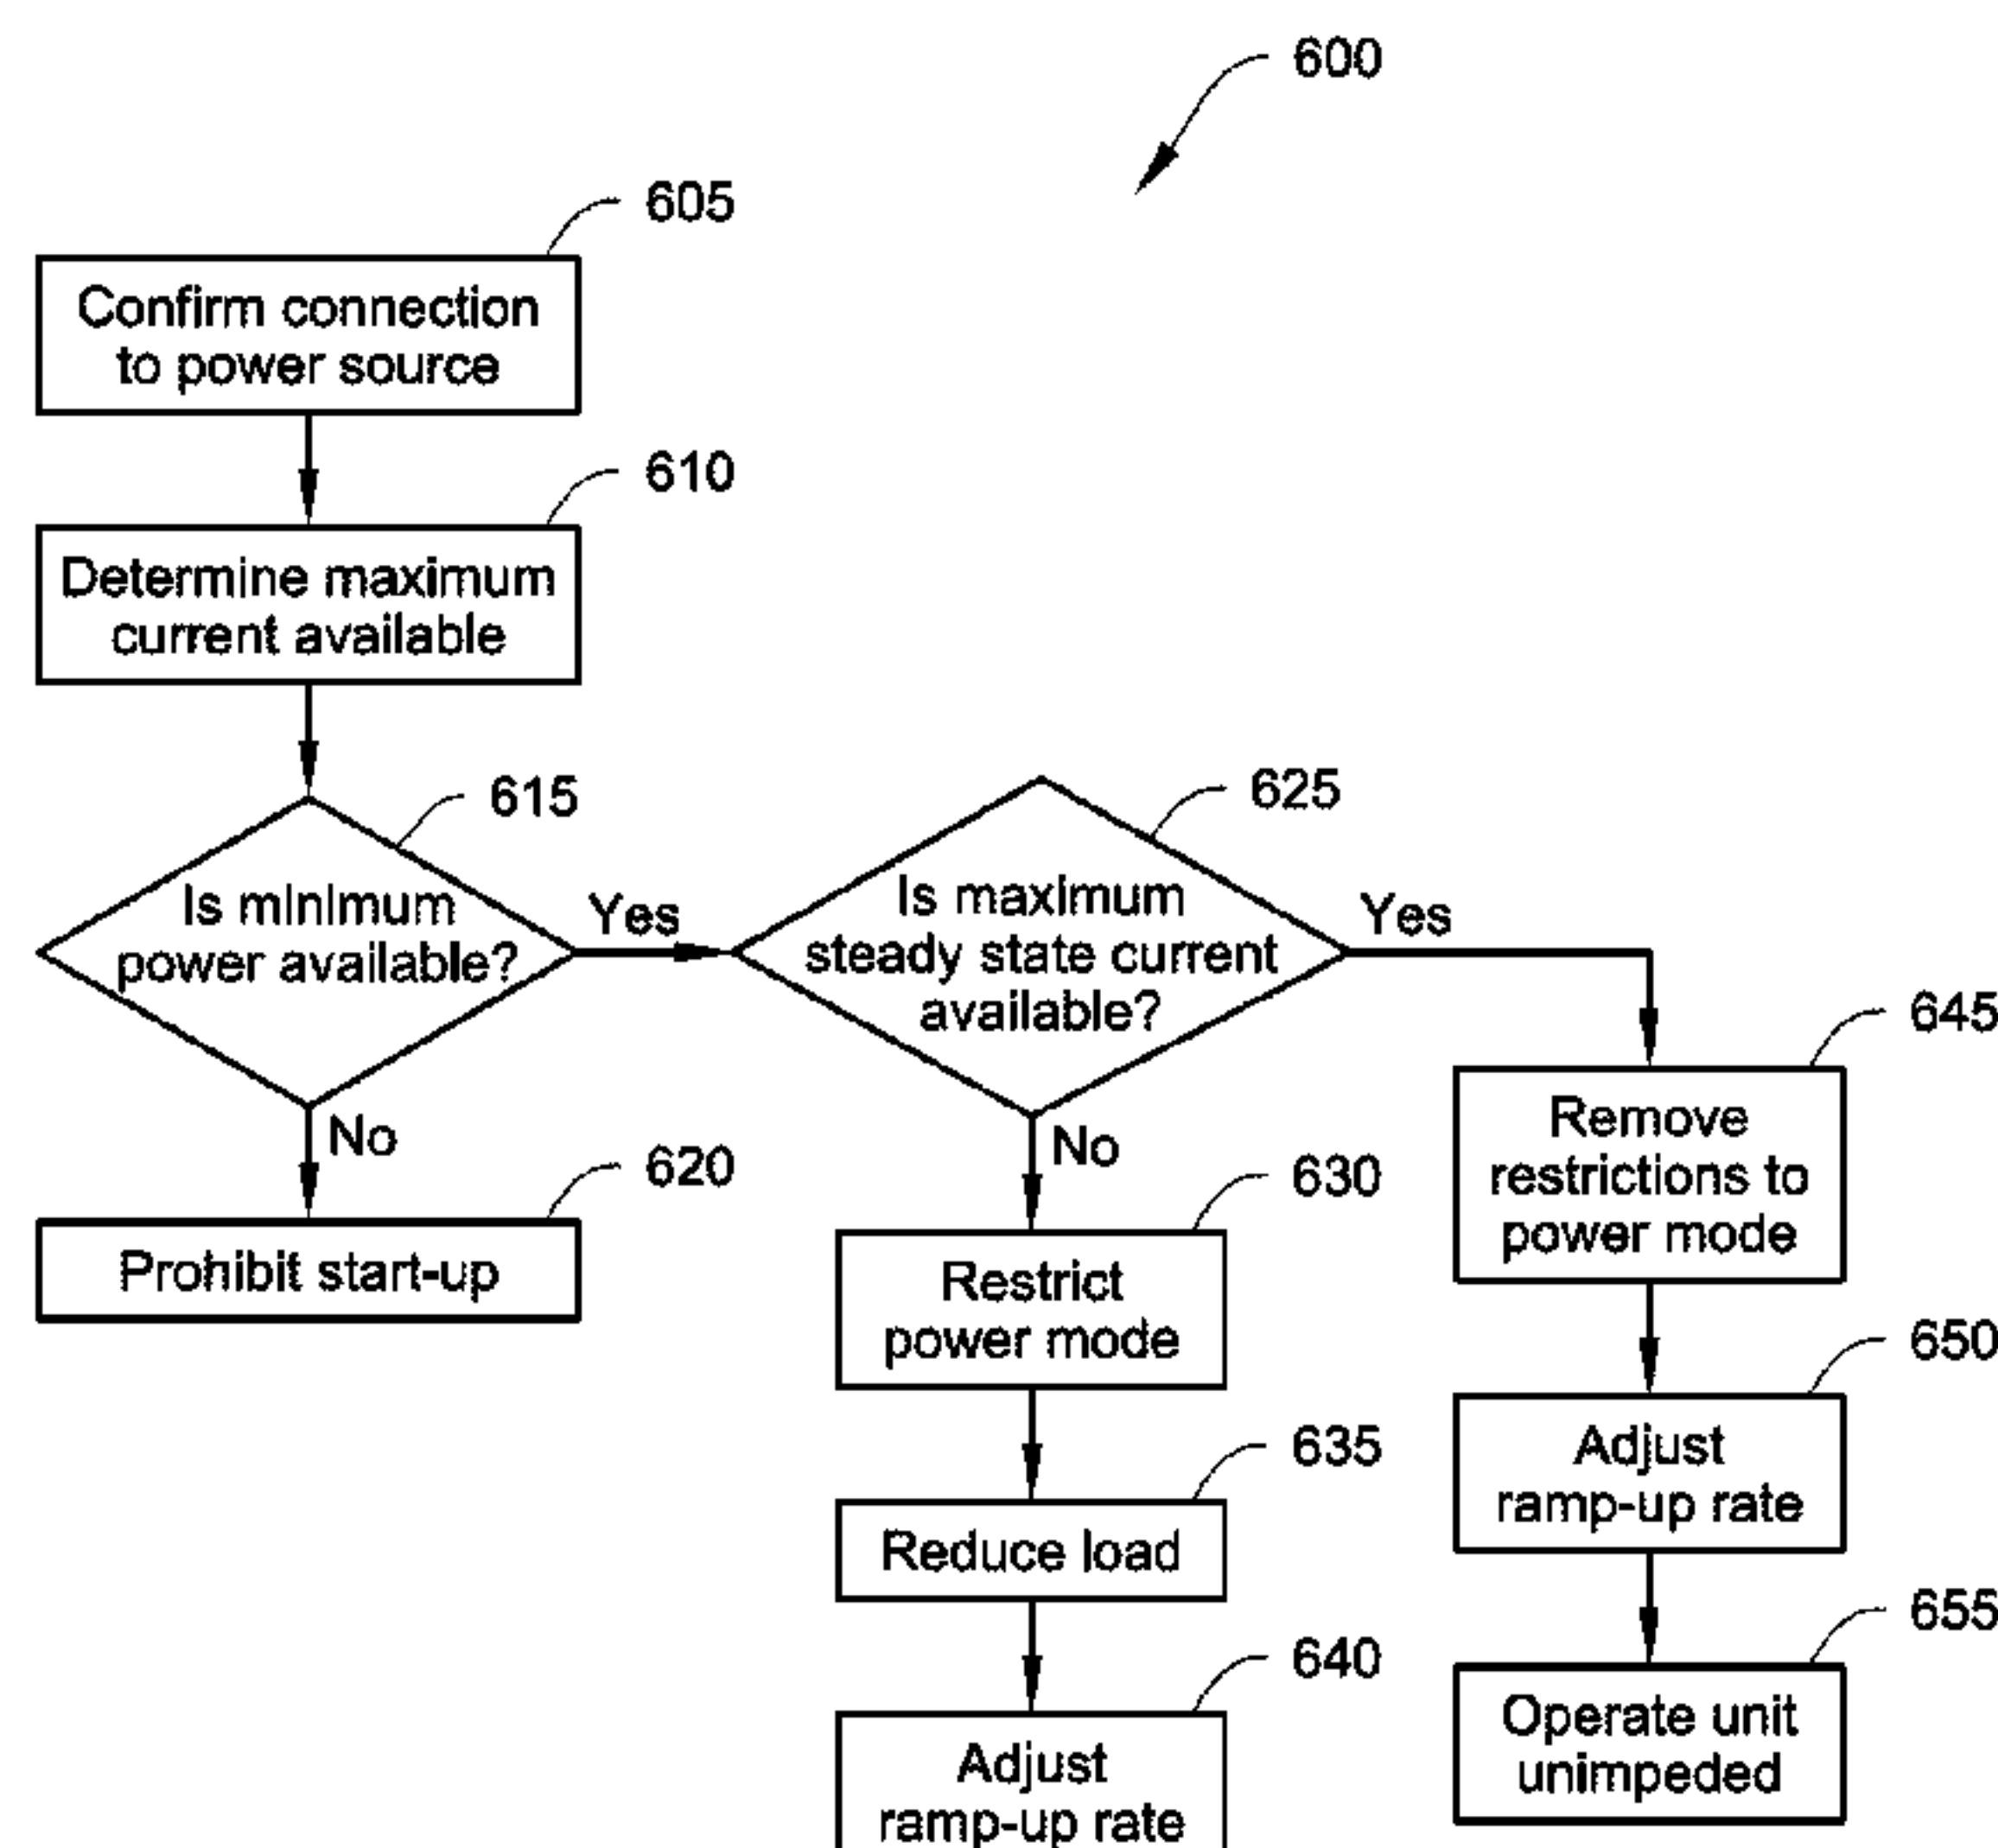 600
605
Confirm connection
to power source
610
Determine maximum
current available
615
Is minimum
power available?
Yes
No
620
Prohibit start-up
625
Is maximum
steady state current
available?
Yes
No
630
Restrict
power mode
635
Reduce load
640
Adjust
ramp-up rate
645
Remove
restrictions to
power mode
650
Adjust
ramp-up rate
655
Operate unit
unimpeded